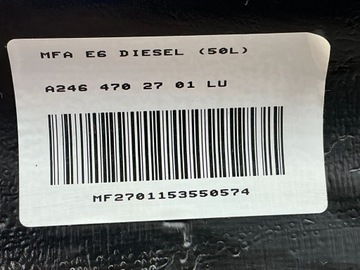 MFA E6 DIESEL (50L)
A246 470 27 01 LU
MF2701153550574